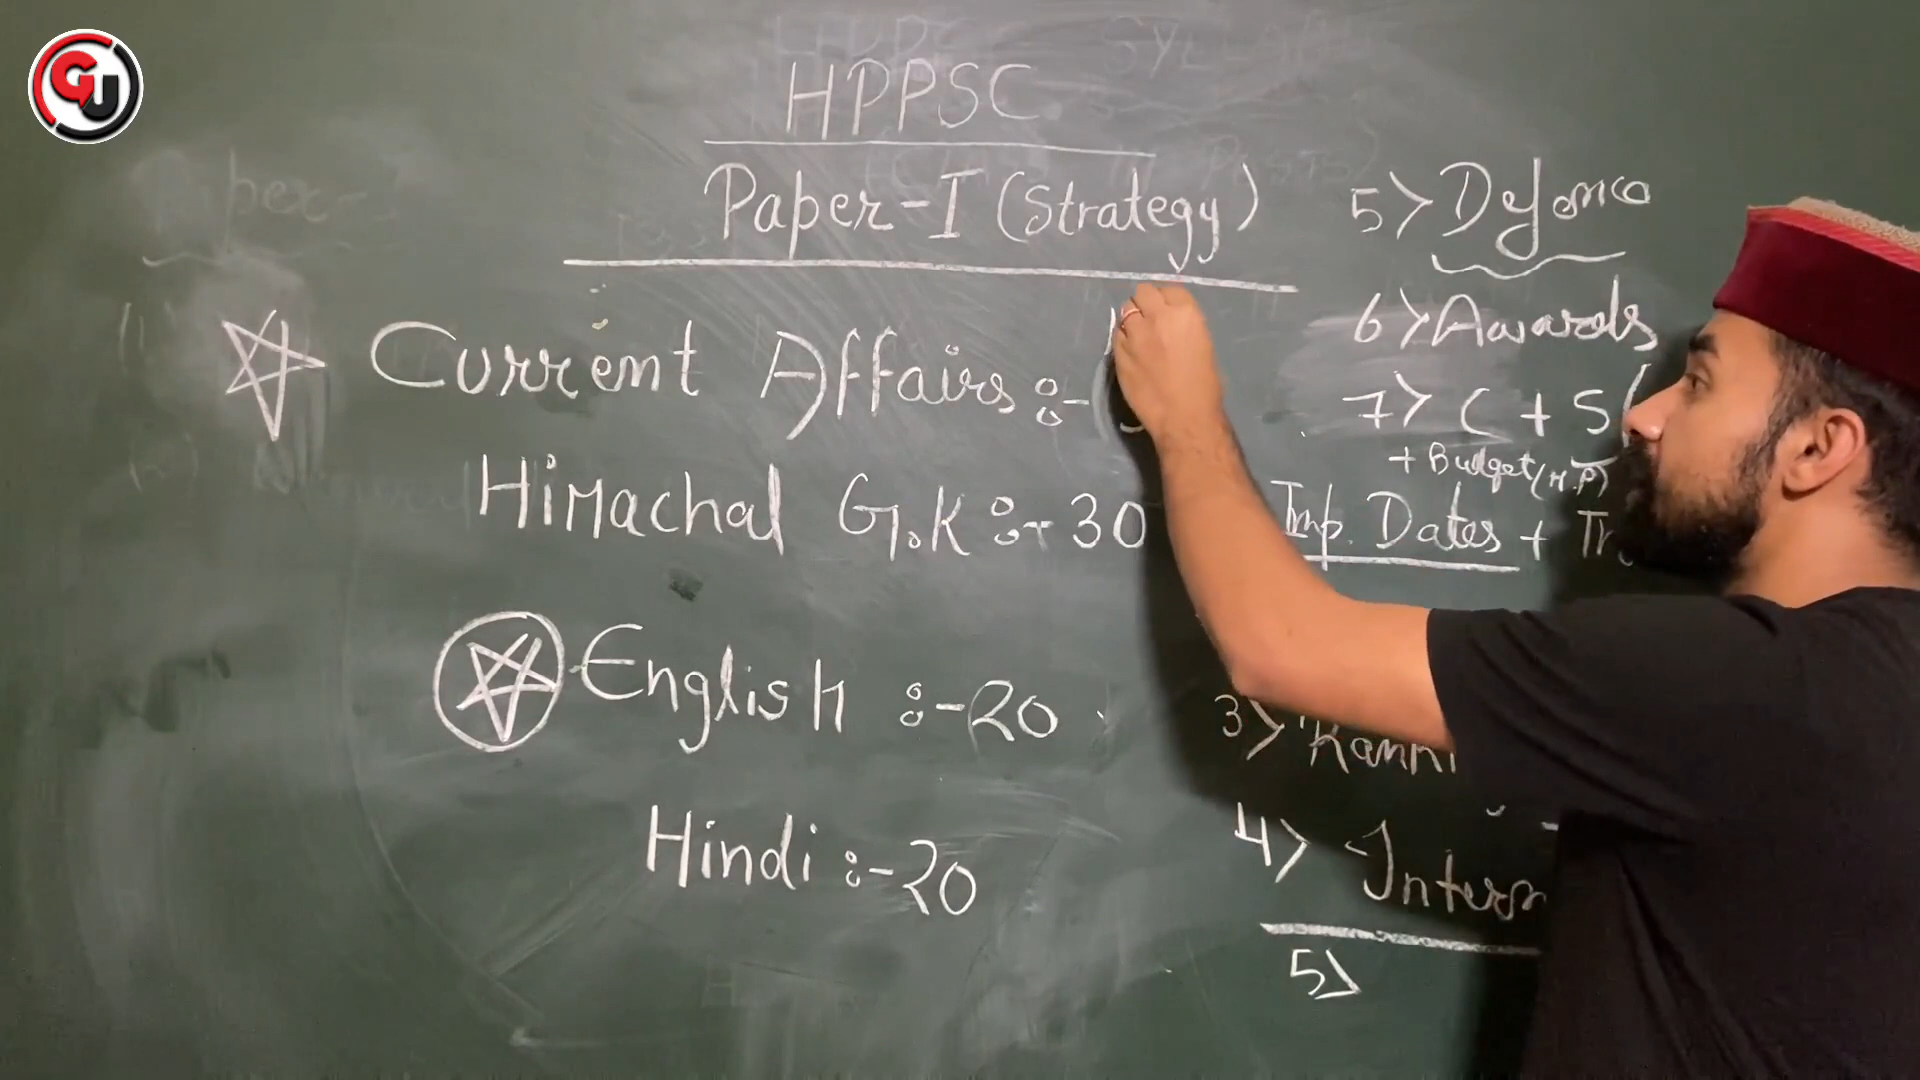 GU
HPPSC
Paper-I (Strategy)
Current Affairs :-
Himachal G.K :- 30
English :- 20
Hindi :- 20
5> Defence
6> Awards
7> C + S
+ Budget (H.P)
Imp. Dates +
3>
4>
5>